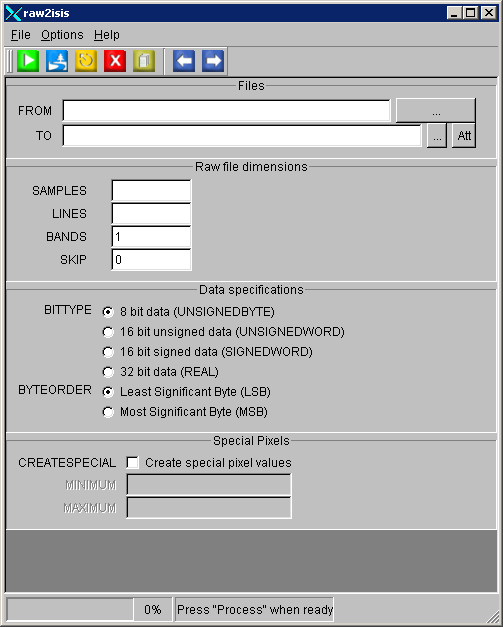 raw2isis
File Options Help
Files
FROM ...
TO ... Att
Raw file dimensions
SAMPLES
LINES
BANDS 1
SKIP 0
Data specifications
BITTYPE 8 bit data (UNSIGNEDBYTE)
16 bit unsigned data (UNSIGNEDWORD)
16 bit signed data (SIGNEDWORD)
32 bit data (REAL)
BYTEORDER Least Significant Byte (LSB)
Most Significant Byte (MSB)
Special Pixels
CREATESPECIAL Create special pixel values
MINIMUM
MAXIMUM
0% Press "Process" when ready